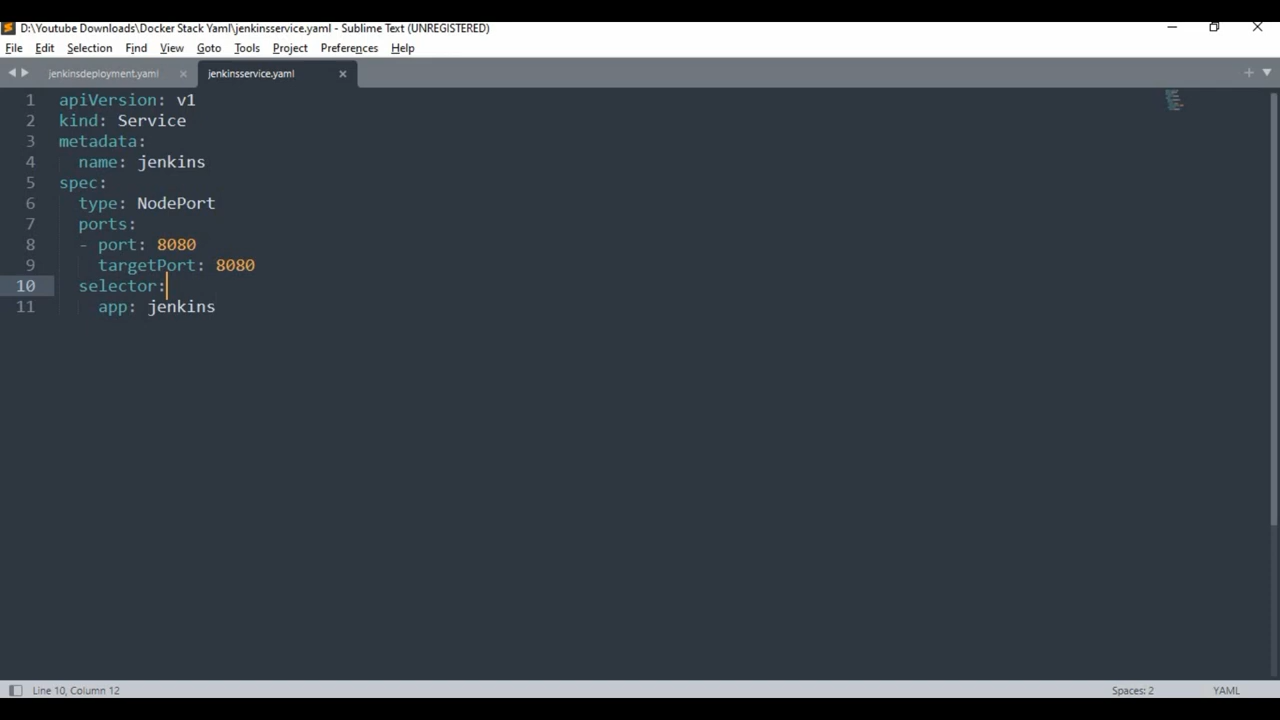 D:\Youtube Downloads\Docker Stack Yaml\jenkinsservice.yaml - Sublime Text (UNREGISTERED)
File Edit Selection Find View Goto Tools Project Preferences Help
jenkinsdeployment.yaml jenkinsservice.yaml
1 apiVersion: v1
2 kind: Service
3 metadata:
4 name: jenkins
5 spec:
6 type: NodePort
7 ports:
8 - port: 8080
9 targetPort: 8080
10 selector:
11 app: jenkins
Line 10, Column 12 Spaces: 2 YAML